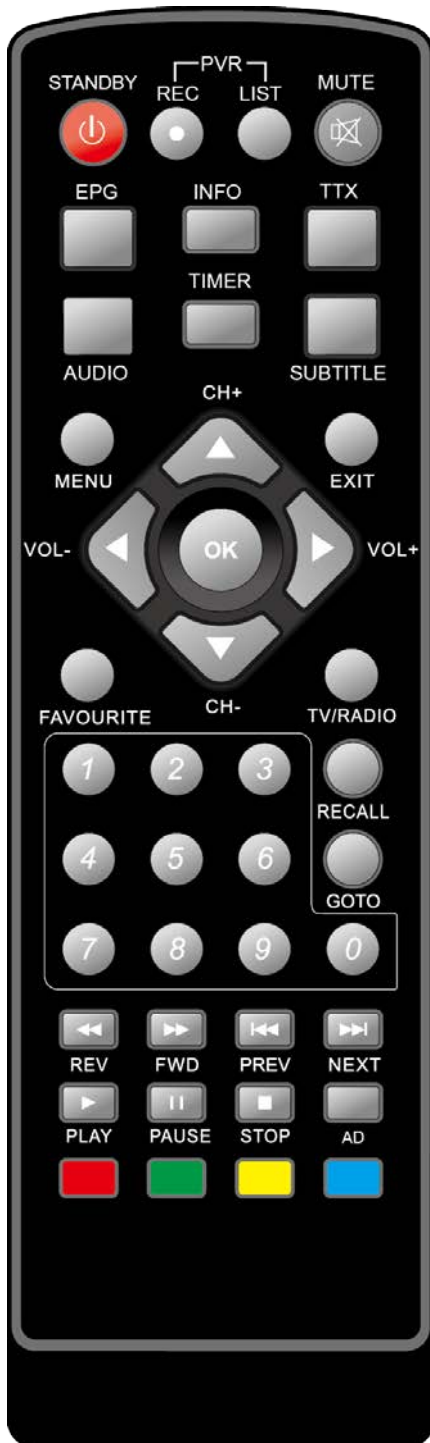 PVR
STANDBY REC LIST MUTE
EPG INFO TTX
TIMER
AUDIO SUBTITLE
CH+
MENU EXIT
VOL- OK VOL+
FAVOURITE CH- TV/RADIO
1 2 3
RECALL
4 5 6
GOTO
7 8 9 0
REV FWD PREV NEXT
PLAY PAUSE STOP AD